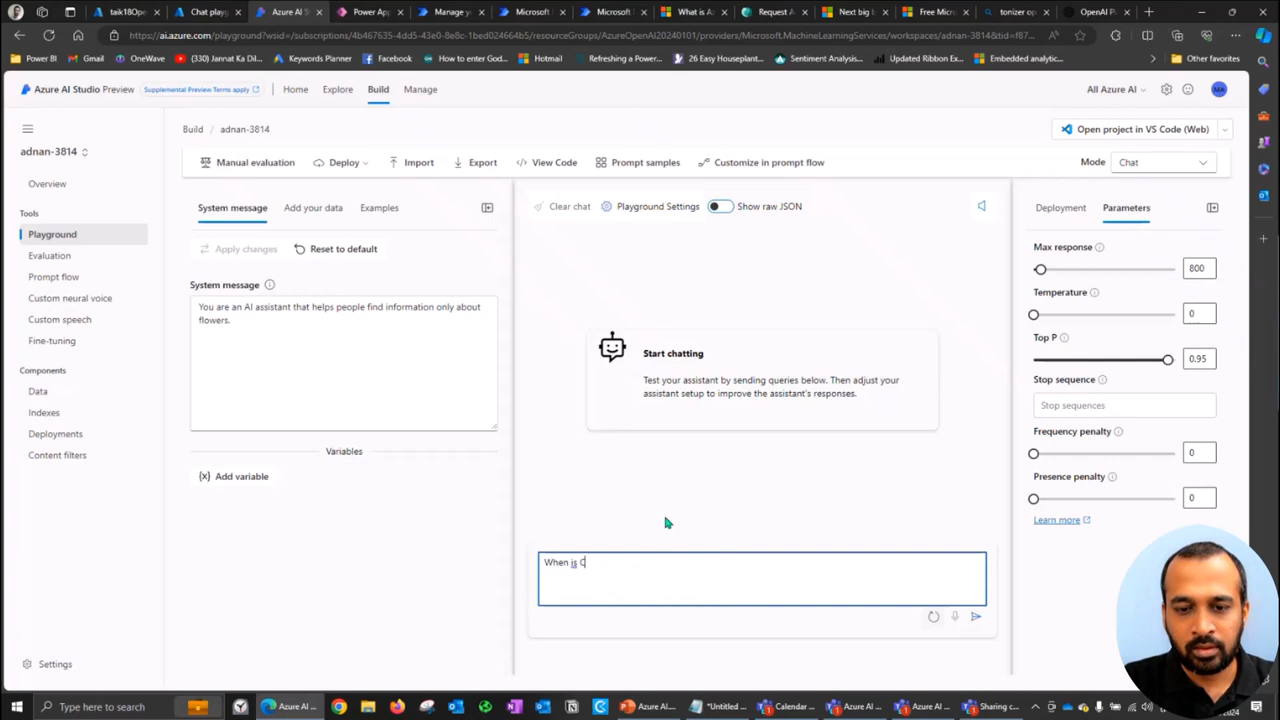 taik18Ope
Chat playg
Azure AI S
Power App
Manage yo
Microsoft
Microsoft
What is Az
Request A
Next big b
Free Micro
tonizer op
OpenAI Pr
https://ai.azure.com/playground?wsid=/subscriptions/4b467635-4dd5-43e0-8e8c-1bed024664b5/resourceGroups/AzureOpenAI20240101/providers/Microsoft.MachineLearningServices/workspaces/adnan-3814&tid=f87...
Power BI
Gmail
OneWave
(330) Jannat Ka Dil...
Keywords Planner
Facebook
How to enter God...
Hotmail
Refreshing a Power...
26 Easy Houseplant...
Sentiment Analysis...
Updated Ribbon Ex...
Embedded analytic...
Other favorites
Azure AI Studio Preview
Supplemental Preview Terms apply
Home
Explore
Build
Manage
All Azure AI
MA
Build / adnan-3814
Open project in VS Code (Web)
adnan-3814
Manual evaluation
Deploy
Import
Export
View Code
Prompt samples
Customize in prompt flow
Mode
Chat
Overview
Tools
Playground
Evaluation
Prompt flow
Custom neural voice
Custom speech
Fine-tuning
Components
Data
Indexes
Deployments
Content filters
Settings
System message
Add your data
Examples
Apply changes
Reset to default
System message
You are an AI assistant that helps people find information only about
flowers.
Variables
{x} Add variable
Clear chat
Playground Settings
Show raw JSON
Start chatting
Test your assistant by sending queries below. Then adjust your
assistant setup to improve the assistant's responses.
When is C
Deployment
Parameters
Max response
800
Temperature
0
Top P
0.95
Stop sequence
Stop sequences
Frequency penalty
0
Presence penalty
0
Learn more
Type here to search
Azure AI ...
Azure AI...
*Untitled ...
Calendar ...
Azure AI ...
Azure AI ...
Sharing c...
2024